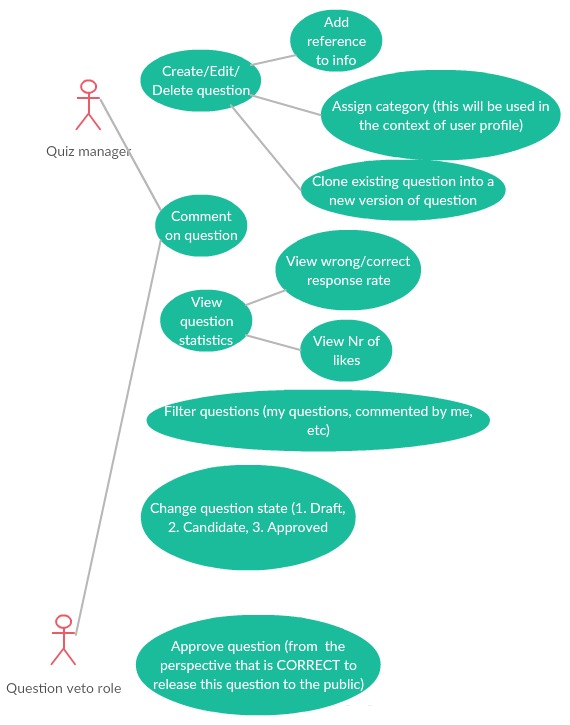 Add
reference
to info
Create/Edit/
Delete question
Assign category (this will be used in
the context of user profile)
Quiz manager
Clone existing question into a
new version of question
Comment
on question
View wrong/correct
response rate
View
question
statistics
View Nr of
likes
Filter questions (my questions, commented by me,
etc)
Change question state (1. Draft,
2. Candidate, 3. Approved
Approve question (from  the
perspective that is CORRECT to
release this question to the public)
Question veto role